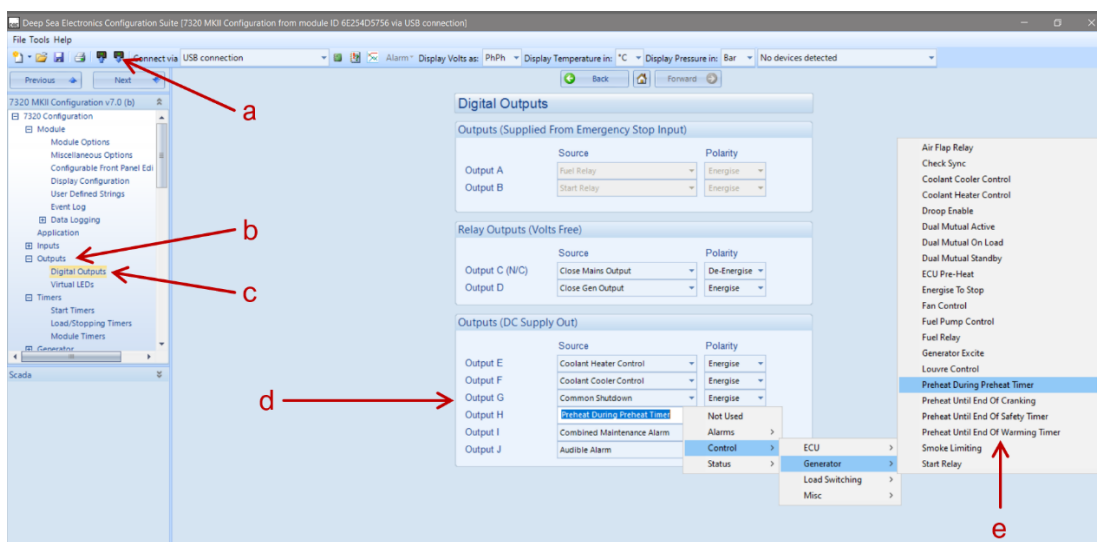 Deep Sea Electronics Configuration Suite [7320 MKII Configuration from module ID 6E254D5756 via USB connection]
File Tools Help
Connect via USB connection Alarm Display Volts as: PhPh Display Temperature in: °C Display Pressure in: Bar No devices detected
Previous Next
Back Forward
7320 MKII Configuration v7.0 (b)
7320 Configuration
Module
Module Options
Miscellaneous Options
Configurable Front Panel Edi
Display Configuration
User Defined Strings
Event Log
Data Logging
Application
Inputs
Outputs
Digital Outputs
Virtual LEDs
Timers
Start Timers
Load/Stopping Timers
Module Timers
Generator
Scada
a
b
c
d
Digital Outputs
Outputs (Supplied From Emergency Stop Input)
Source Polarity
Output A Fuel Relay Energise
Output B Start Relay Energise
Relay Outputs (Volts Free)
Source Polarity
Output C (N/C) Close Mains Output De-Energise
Output D Close Gen Output Energise
Outputs (DC Supply Out)
Source Polarity
Output E Coolant Heater Control Energise
Output F Coolant Cooler Control Energise
Output G Common Shutdown Energise
Output H Preheat During Preheat Timer
Output I Combined Maintenance Alarm
Output J Audible Alarm
Not Used
Alarms
Control
Status
ECU
Generator
Load Switching
Misc
Air Flap Relay
Check Sync
Coolant Cooler Control
Coolant Heater Control
Droop Enable
Dual Mutual Active
Dual Mutual On Load
Dual Mutual Standby
ECU Pre-Heat
Energise To Stop
Fan Control
Fuel Pump Control
Fuel Relay
Generator Excite
Louvre Control
Preheat During Preheat Timer
Preheat Until End Of Cranking
Preheat Until End Of Safety Timer
Preheat Until End Of Warming Timer
Smoke Limiting
Start Relay
e